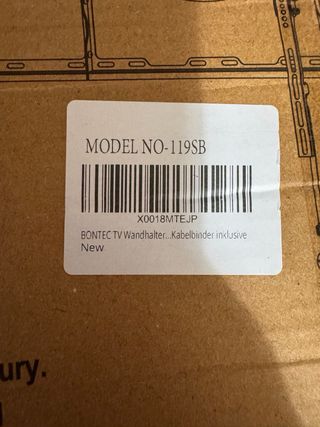 MODEL NO-119SB
X0018MTEJP
BONTEC TV Wandhalter...Kabelbinder inklusive
New
ury.